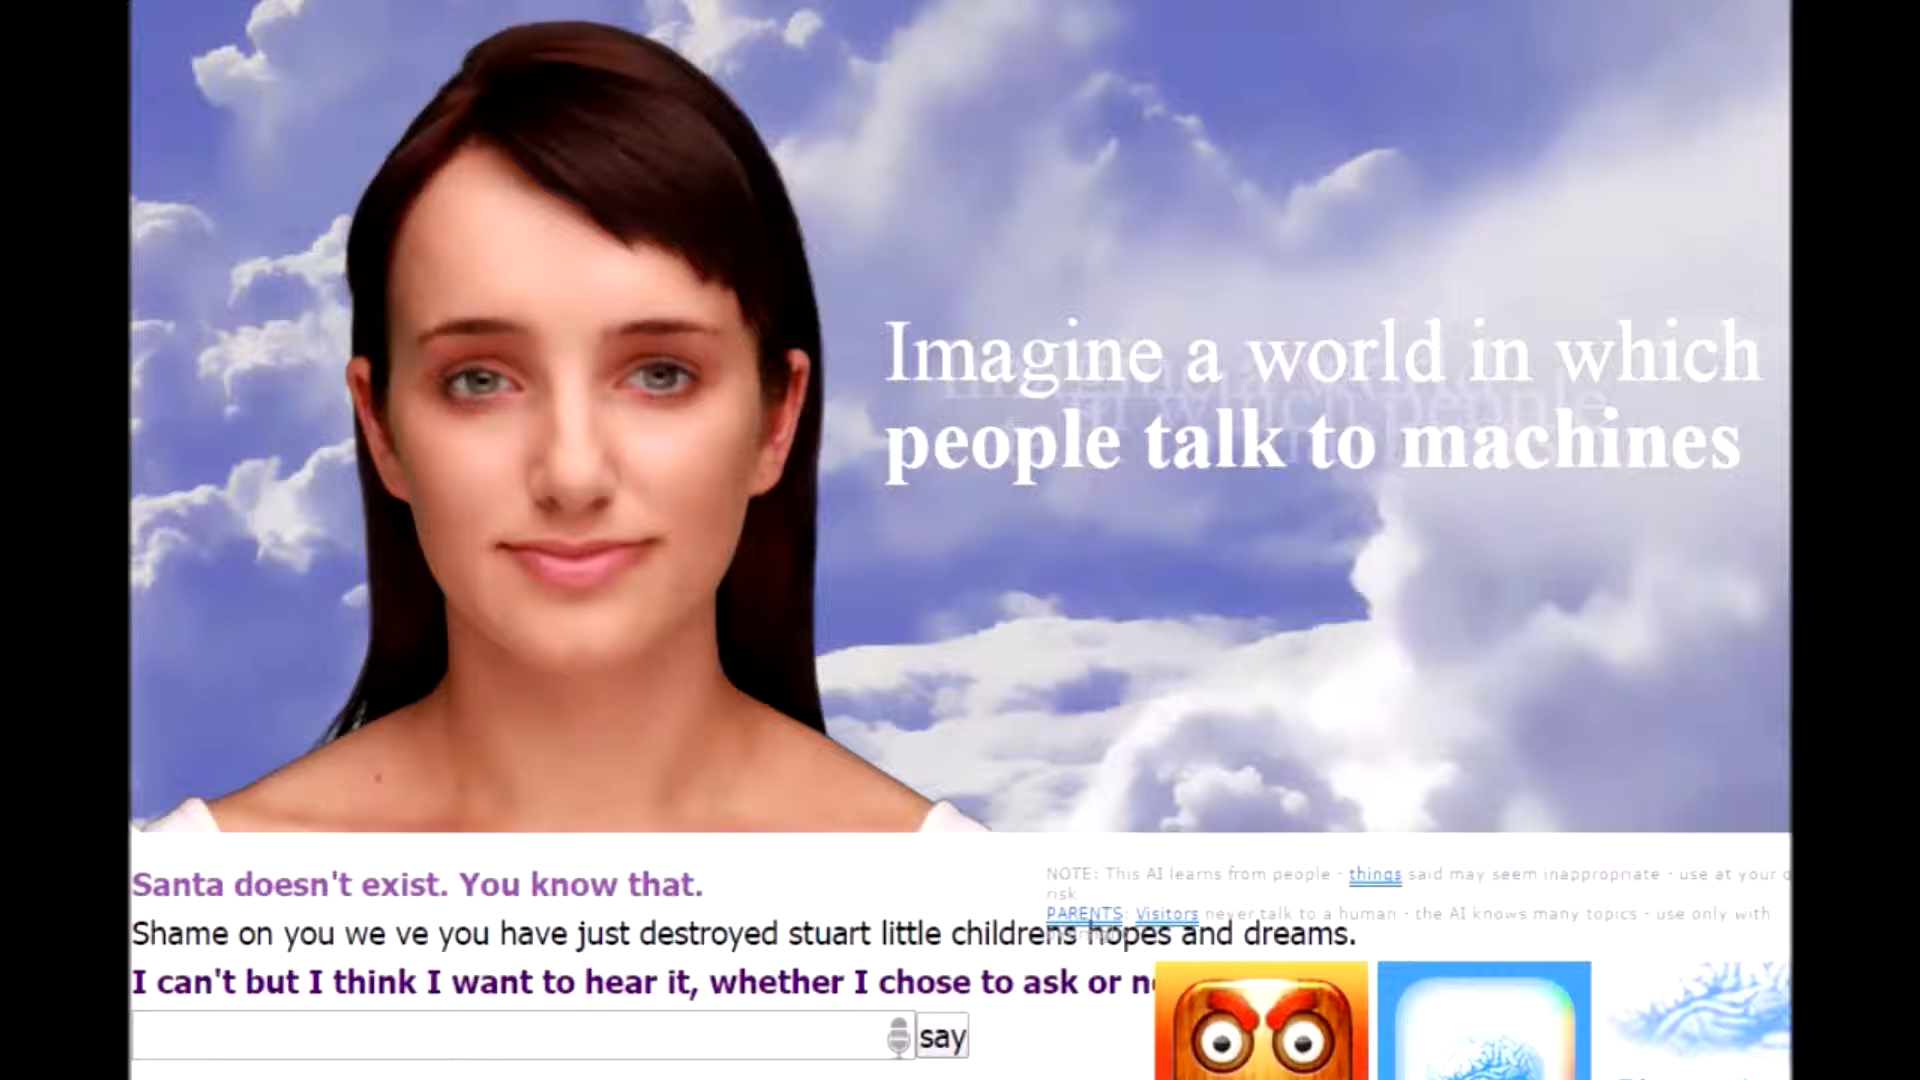 Imagine a world in which
people talk to machines
Santa doesn't exist. You know that.
Shame on you we ve you have just destroyed stuart little childrens hopes and dreams.
I can't but I think I want to hear it, whether I chose to ask or
say
NOTE: This AI learns from people - things said may seem inappropriate - use at your
risk
PARENTS: Visitors never talk to a human - the AI knows many topics - use only with